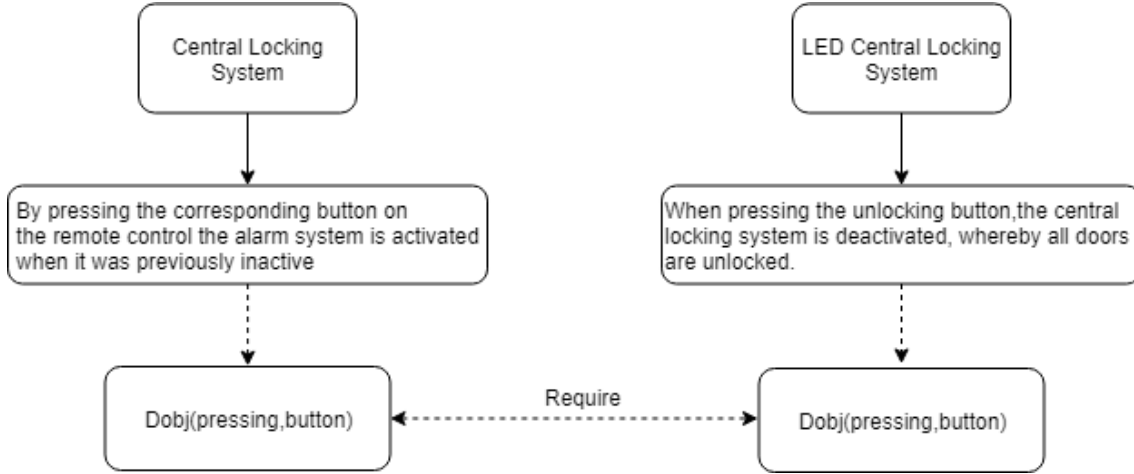 Central Locking
System
LED Central Locking
System
By pressing the corresponding button on
the remote control the alarm system is activated
when it was previously inactive
When pressing the unlocking button,the central
locking system is deactivated, whereby all doors
are unlocked.
Dobj(pressing,button)
Require
Dobj(pressing,button)